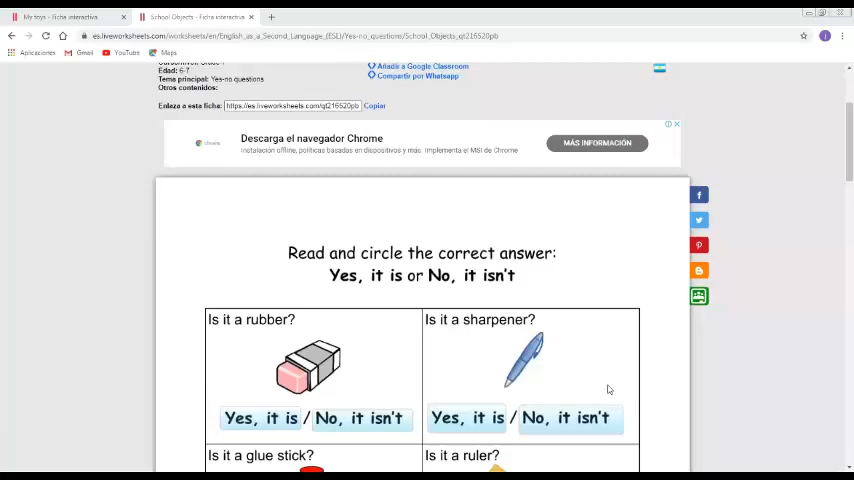 My toys - Ficha interactiva
School Objects - Ficha interactiva
es.liveworksheets.com/worksheets/en/English_as_a_Second_Language_(ESL)/Yes-no_questions/School_Objects_qt216520pb
Aplicaciones Gmail YouTube Maps
Edad: 6-7
Tema principal: Yes-no questions
Otros contenidos:
Añadir a Google Classroom
Compartir por Whatsapp
Enlaza a esta ficha: https://es.liveworksheets.com/qt216520pb Copiar
chrome
Descarga el navegador Chrome
Instalación offline, políticas basadas en dispositivos y más. Implementa el MSI de Chrome
MÁS INFORMACIÓN
Read and circle the correct answer:
Yes, it is or No, it isn't
Is it a rubber?
Yes, it is / No, it isn't
Is it a sharpener?
Yes, it is / No, it isn't
Is it a glue stick?
Is it a ruler?